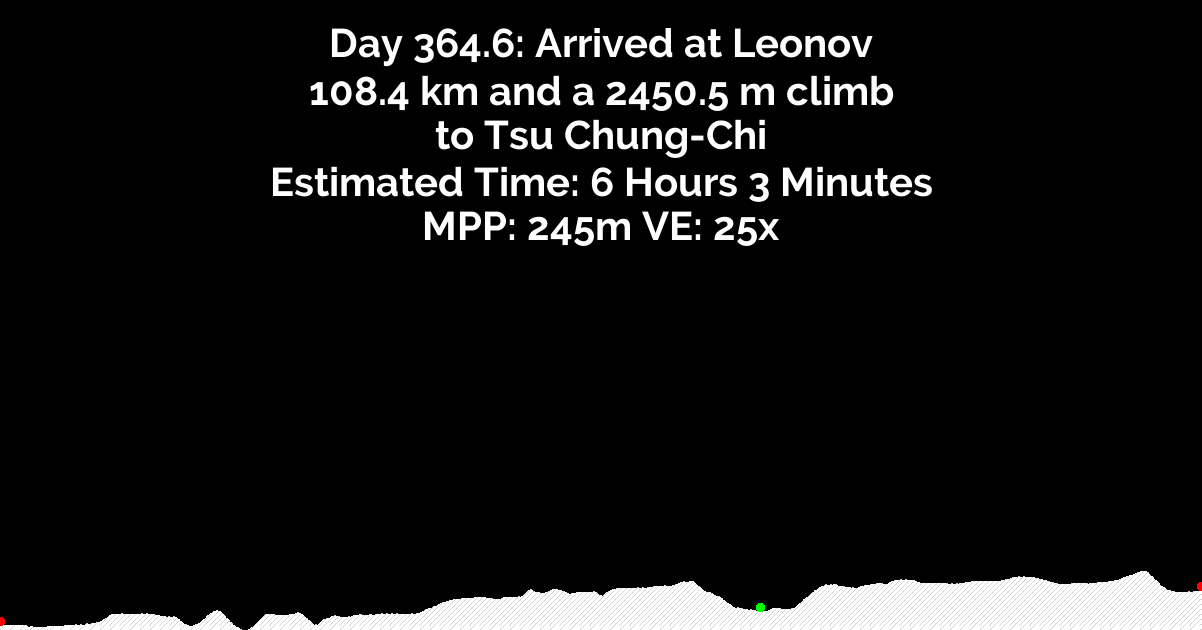 Day 364.6: Arrived at Leonov
108.4 km and a 2450.5 m climb
to Tsu Chung-Chi
Estimated Time: 6 Hours 3 Minutes
MPP: 245m VE: 25x